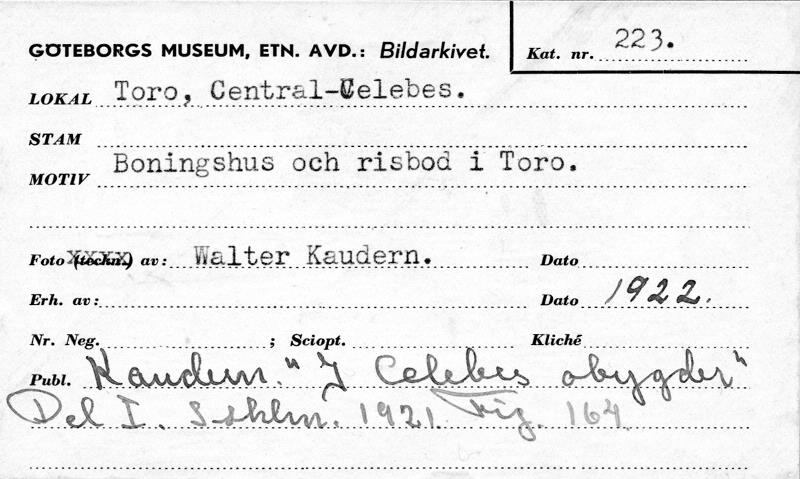 GÖTEBORGS MUSEUM, ETN. AVD.: Bildarkivet. Kat. nr. 223.
LOKAL Toro, Central-Celebes.
STAM
MOTIV Boningshus och risbod i Toro.
Foto (teckn.) av: Walter Kaudern. Dato
Erh. av: Dato 1922.
Nr. Neg. ; Sciopt. Kliché
Publ. Kaudern. "I Celebes obygder"
Del I. Sthlm. 1921. Fig. 164